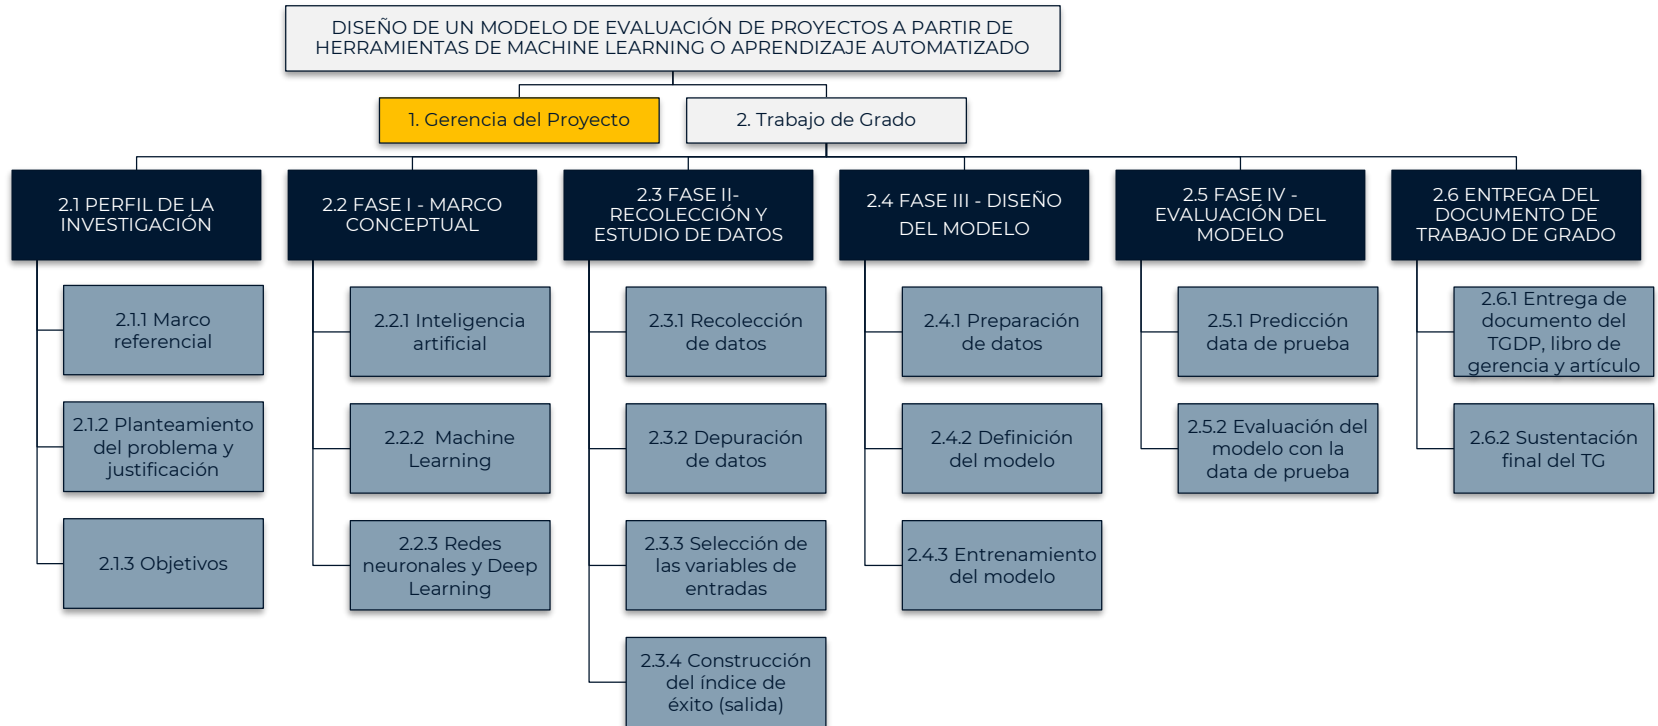 DISEÑO DE UN MODELO DE EVALUACIÓN DE PROYECTOS A PARTIR DE
HERRAMIENTAS DE MACHINE LEARNING O APRENDIZAJE AUTOMATIZADO
1. Gerencia del Proyecto
2. Trabajo de Grado
2.1 PERFIL DE LA
INVESTIGACIÓN
2.1.1 Marco
referencial
2.1.2 Planteamiento
del problema y
justificación
2.1.3 Objetivos
2.2 FASE I - MARCO
CONCEPTUAL
2.2.1 Inteligencia
artificial
2.2.2 Machine
Learning
2.2.3 Redes
neuronales y Deep
Learning
2.3 FASE II-
RECOLECCIÓN Y
ESTUDIO DE DATOS
2.3.1 Recolección
de datos
2.3.2 Depuración
de datos
2.3.3 Selección de
las variables de
entradas
2.3.4 Construcción
del índice de
éxito (salida)
2.4 FASE III - DISEÑO
DEL MODELO
2.4.1 Preparación
de datos
2.4.2 Definición
del modelo
2.4.3 Entrenamiento
del modelo
2.5 FASE IV -
EVALUACIÓN DEL
MODELO
2.5.1 Predicción
data de prueba
2.5.2 Evaluación del
modelo con la
data de prueba
2.6 ENTREGA DEL
DOCUMENTO DE
TRABAJO DE GRADO
2.6.1 Entrega de
documento del
TGDP, libro de
gerencia y artículo
2.6.2 Sustentación
final del TG